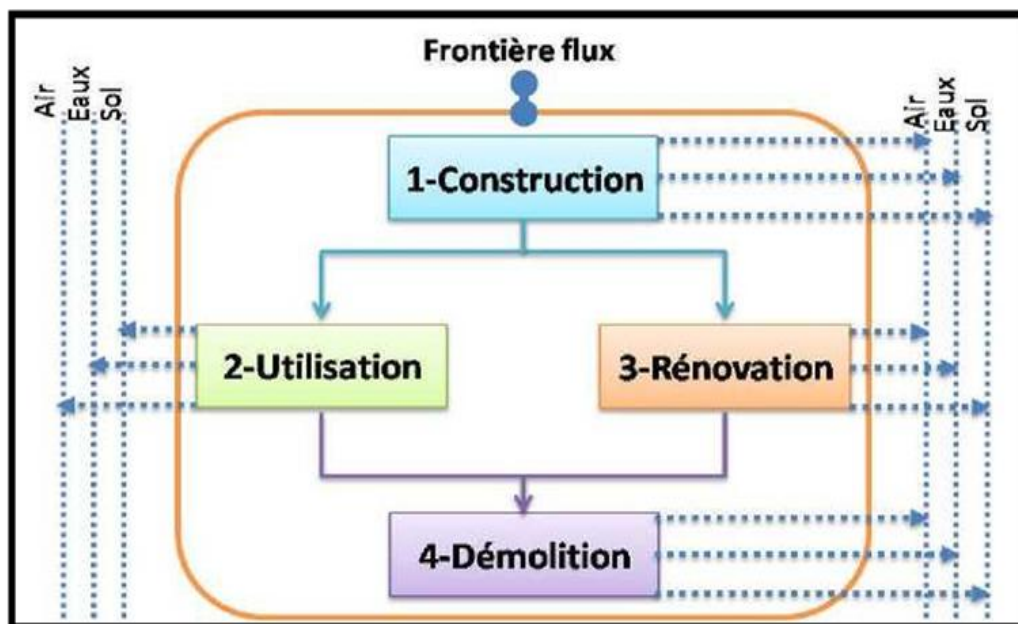 Frontière flux
Air
Eaux
Sol
Air
Eaux
Sol
1-Construction
2-Utilisation
3-Rénovation
4-Démolition